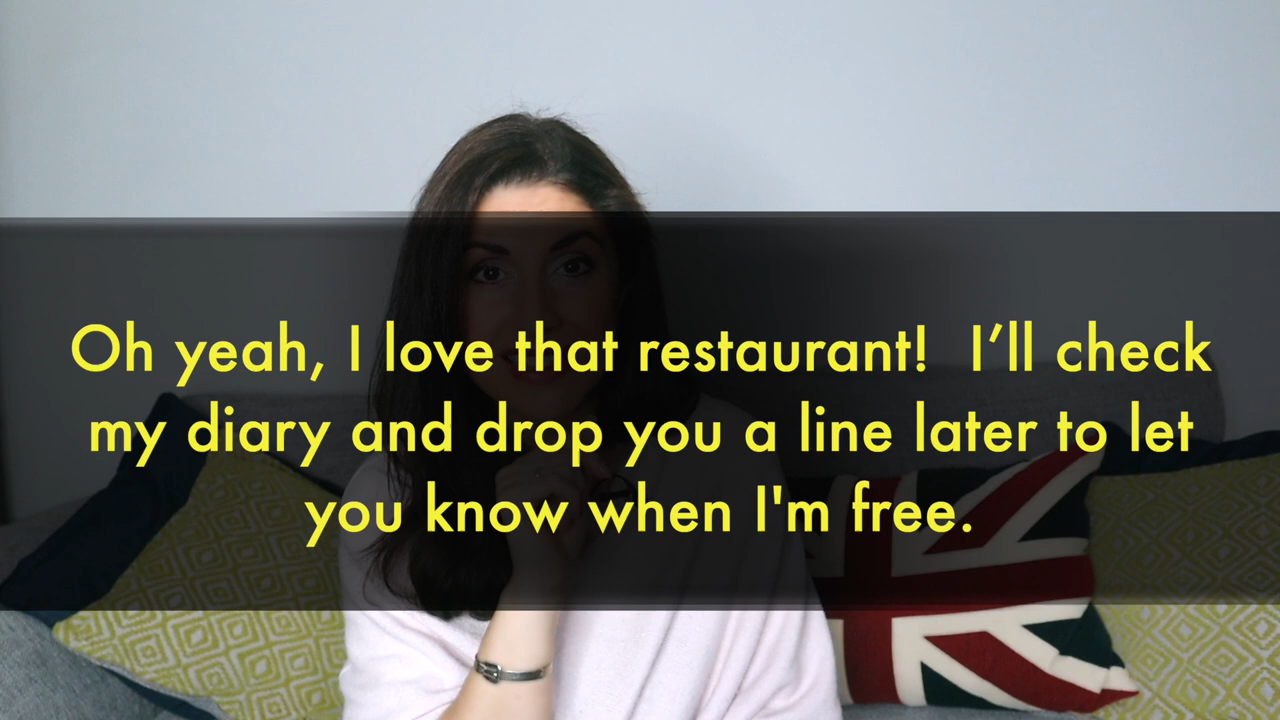 Oh yeah, I love that restaurant!  I’ll check
my diary and drop you a line later to let
you know when I'm free.